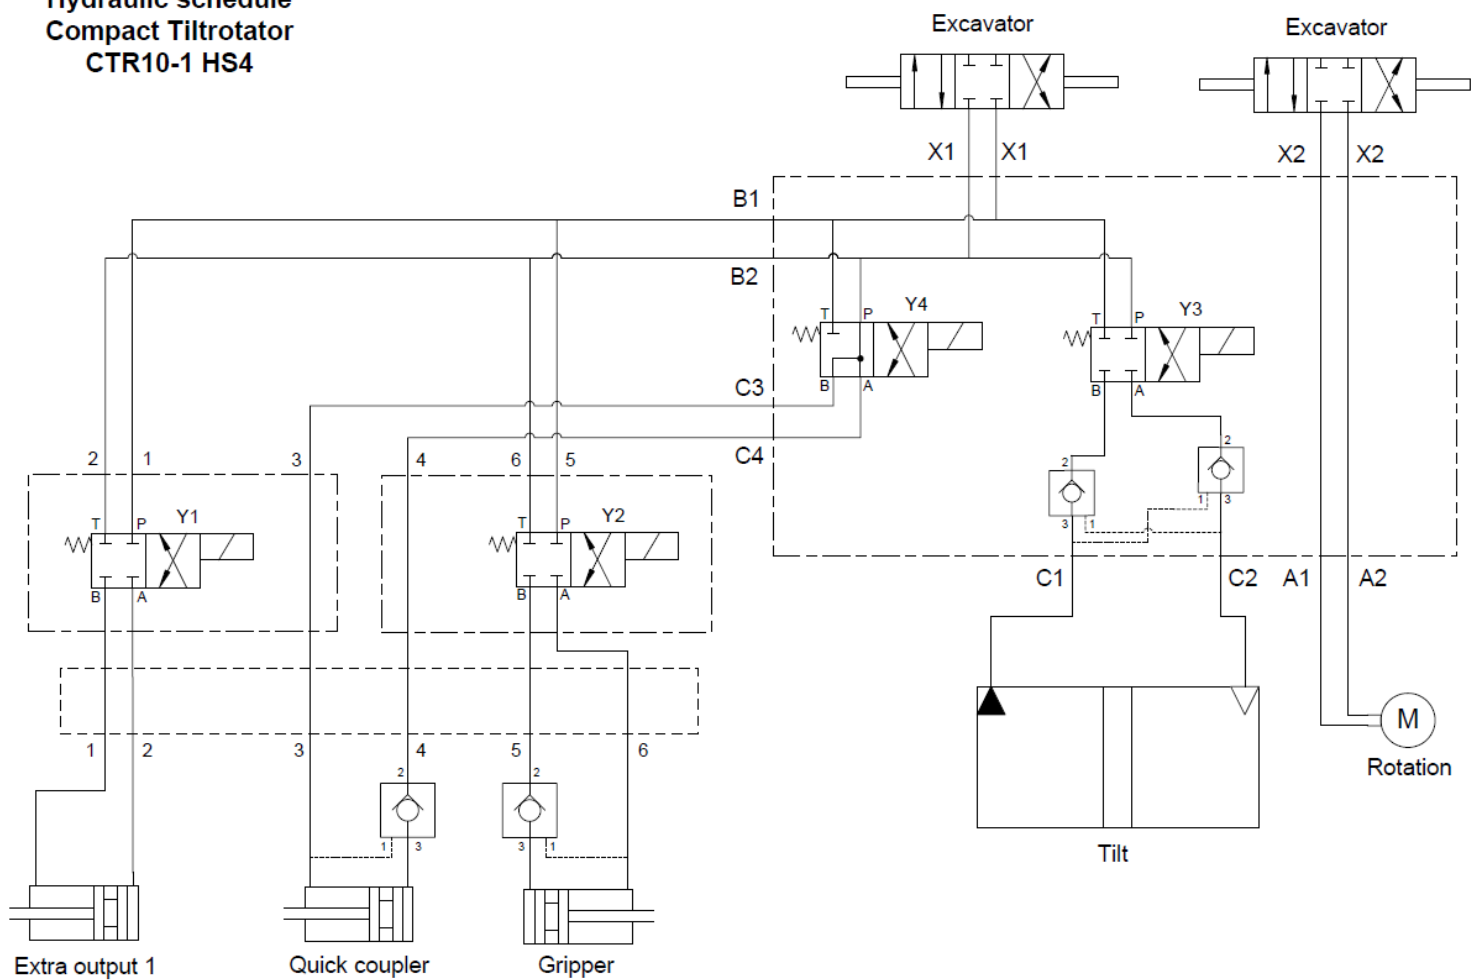 Hydraulic schedule
Compact Tiltrotator
CTR10-1 HS4
Excavator
Excavator
X1 X1
X2 X2
B1
B2
T P Y4
T P Y3
B A
B A
C3
C4
2 1 3 4 6 5
2
2
1 3
3 1
T P Y1
T P Y2
B A
B A
C1 C2 A1 A2
1 2 3 4 5 6
M
Rotation
2
2
1 3
3 1
Tilt
Extra output 1
Quick coupler
Gripper